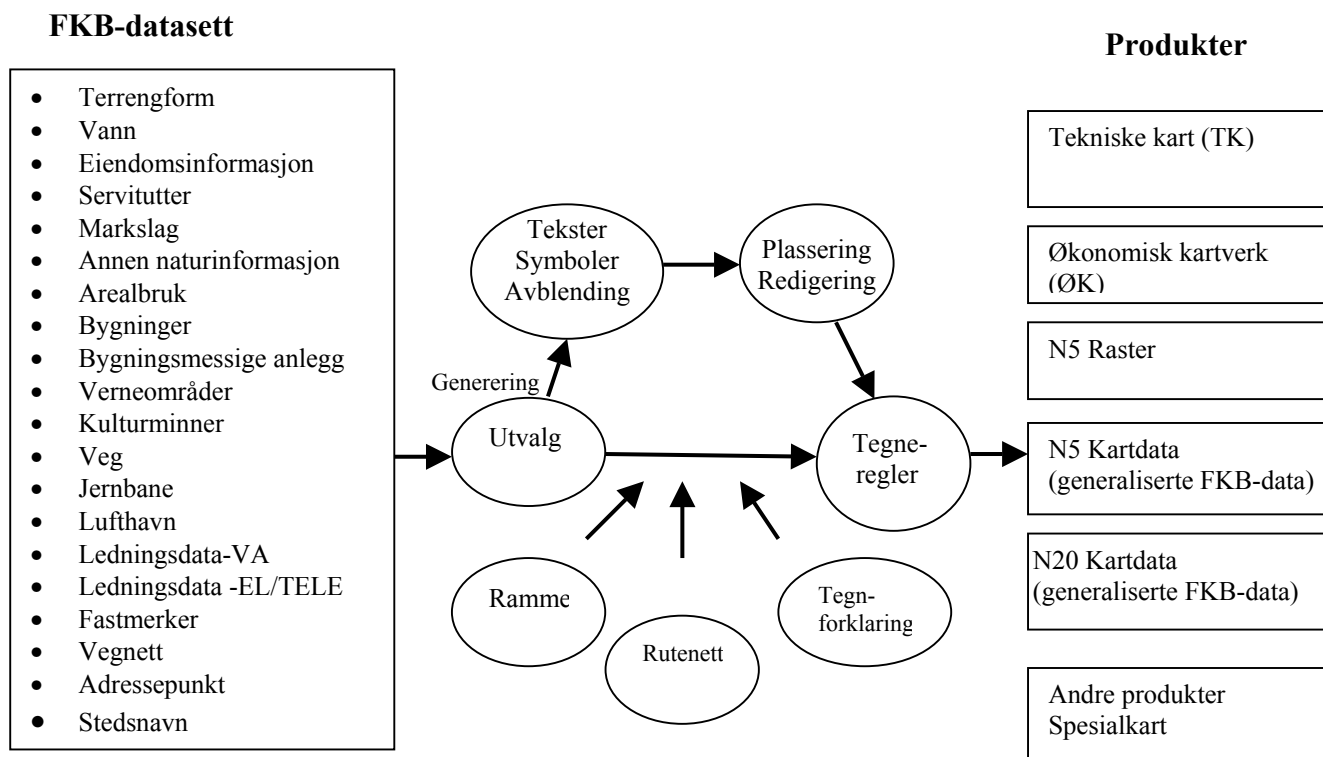 FKB-datasett
• Terrengform
• Vann
• Eiendomsinformasjon
• Servitutter
• Markslag
• Annen naturinformasjon
• Arealbruk
• Bygninger
• Bygningsmessige anlegg
• Verneområder
• Kulturminner
• Veg
• Jernbane
• Lufthavn
• Ledningsdata-VA
• Ledningsdata -EL/TELE
• Fastmerker
• Vegnett
• Adressepunkt
• Stedsnavn
Tekster
Symboler
Avblending
Plassering
Redigering
Generering
Utvalg
Tegne-
regler
Ramme
Rutenett
Tegn-
forklaring
Produkter
Tekniske kart (TK)
Økonomisk kartverk
(ØK)
N5 Raster
N5 Kartdata
(generaliserte FKB-data)
N20 Kartdata
(generaliserte FKB-data)
Andre produkter
Spesialkart